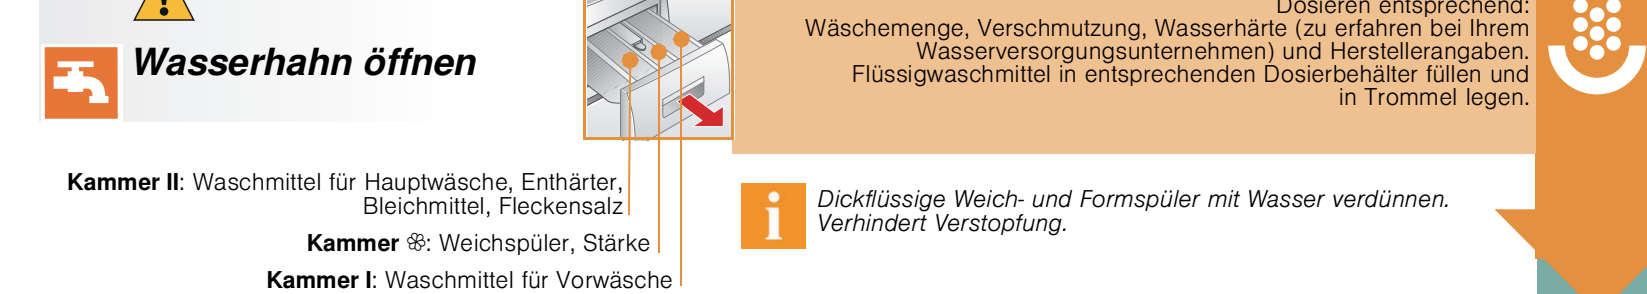 Wasserhahn öffnen
Dosieren entsprechend:
Wäschemenge, Verschmutzung, Wasserhärte (zu erfahren bei Ihrem
Wasserversorgungsunternehmen) und Herstellerangaben.
Flüssigwaschmittel in entsprechenden Dosierbehälter füllen und
in Trommel legen.
Kammer II: Waschmittel für Hauptwäsche, Enthärter,
Bleichmittel, Fleckensalz
Kammer ❀: Weichspüler, Stärke
Kammer I: Waschmittel für Vorwäsche
i
Dickflüssige Weich- und Formspüler mit Wasser verdünnen.
Verhindert Verstopfung.